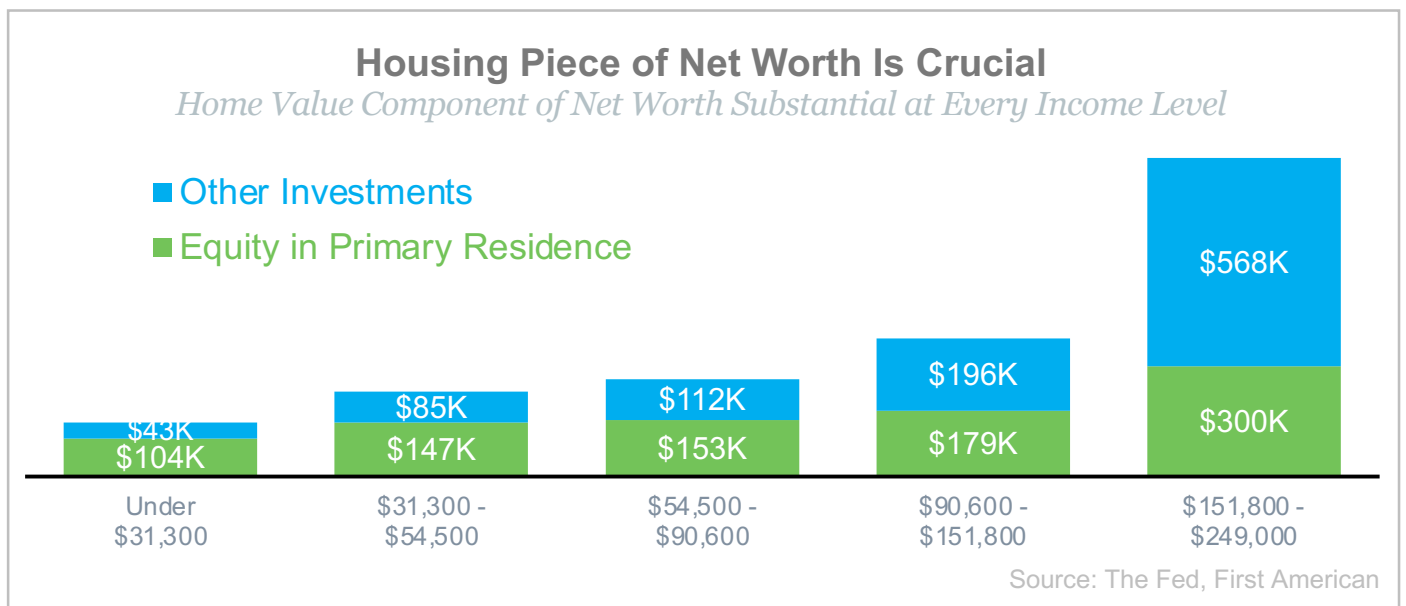 Housing Piece of Net Worth Is Crucial
Home Value Component of Net Worth Substantial at Every Income Level
Other Investments
Equity in Primary Residence
$568K
$300K
$196K
$179K
$112K
$153K
$85K
$147K
$43K
$104K
Under
$31,300
$31,300 -
$54,500
$54,500 -
$90,600
$90,600 -
$151,800
$151,800 -
$249,000
Source: The Fed, First American